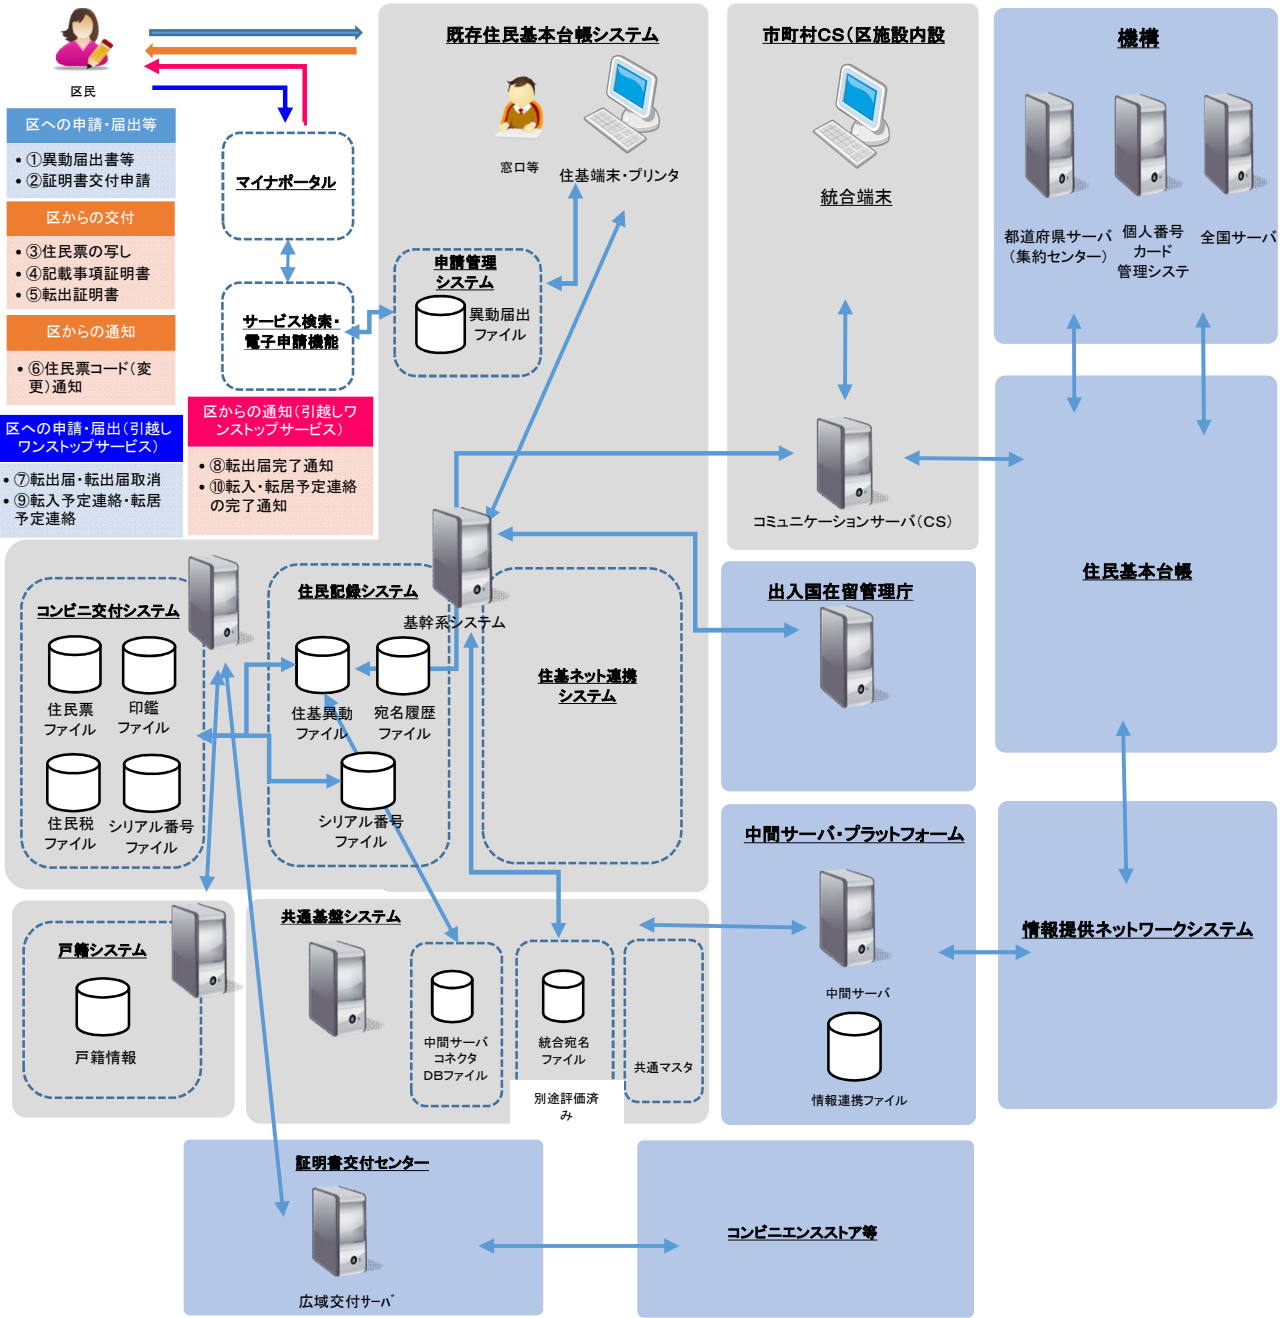 区民
区への申請・届出等
• ①異動届出書等
• ②証明書交付申請
区からの交付
• ③住民票の写し
• ④記載事項証明書
• ⑤転出証明書
区からの通知
• ⑥住民票コード（変
更）通知
区への申請・届出（引越し
ワンストップサービス）
• ⑦転出届・転出届取消
• ⑨転入予定連絡・転居
予定連絡
区からの通知（引越しワ
ンストップサービス）
• ⑧転出届完了通知
• ⑩転入・転居予定連絡
の完了通知
マイナポータル
サービス検索・
電子申請機能
既存住民基本台帳システム
窓口等
住基端末・プリンタ
申請管理
システム
異動届出
ファイル
市町村CS（区施設内設
統合端末
コミュニケーションサーバ（CS）
機構
都道府県サーバ
（集約センター）
個人番号
カード
管理システ
全国サーバ
住民基本台帳
コンビニ交付システム
住民票
ファイル
印鑑
ファイル
住民税
ファイル
シリアル番号
ファイル
住民記録システム
基幹系システム
住基異動
ファイル
宛名履歴
ファイル
シリアル番号
ファイル
住基ネット連携
システム
出入国在留管理庁
中間サーバ・プラットフォーム
中間サーバ
情報連携ファイル
情報提供ネットワークシステム
戸籍システム
戸籍情報
共通基盤システム
中間サーバ
コネクタ
DBファイル
統合宛名
ファイル
共通マスタ
別途評価済
み
証明書交付センター
広域交付ｻｰﾊﾞ
コンビニエンスストア等